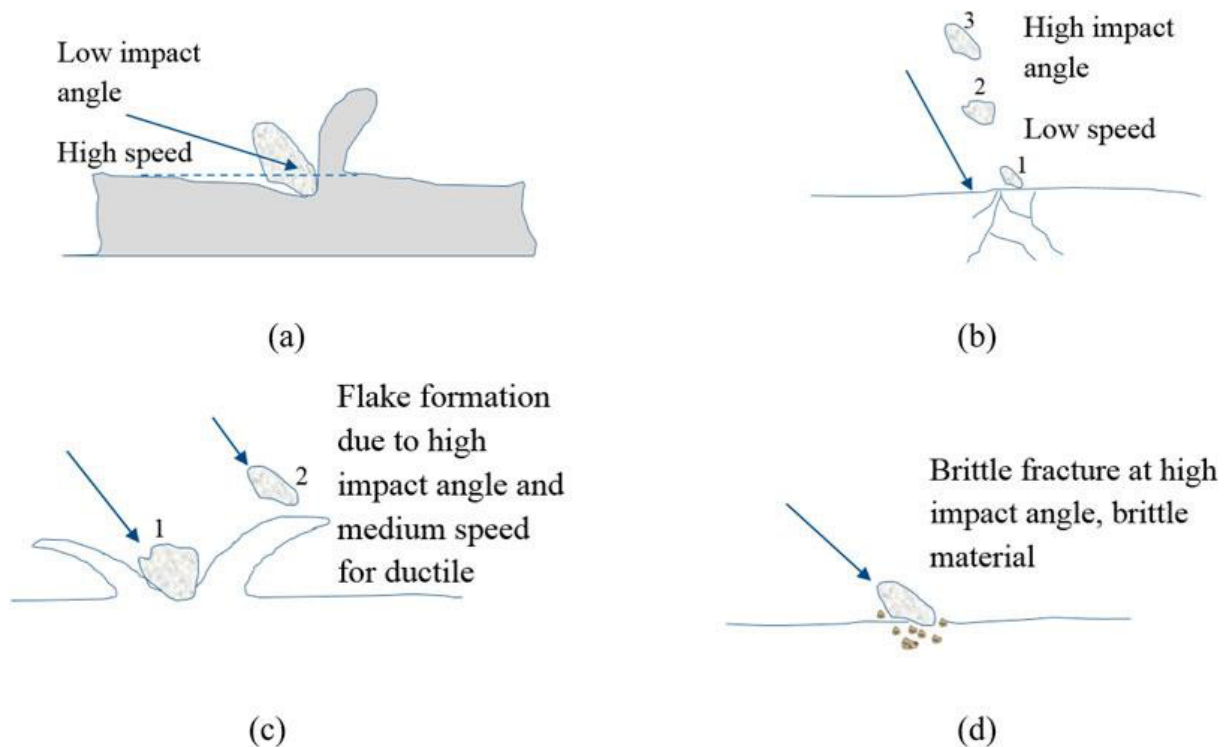 Low impact
angle
High speed
(a)
3
High impact
angle
2
Low speed
1
(b)
Flake formation
due to high
impact angle and
medium speed
for ductile
1
2
(c)
Brittle fracture at high
impact angle, brittle
material
(d)